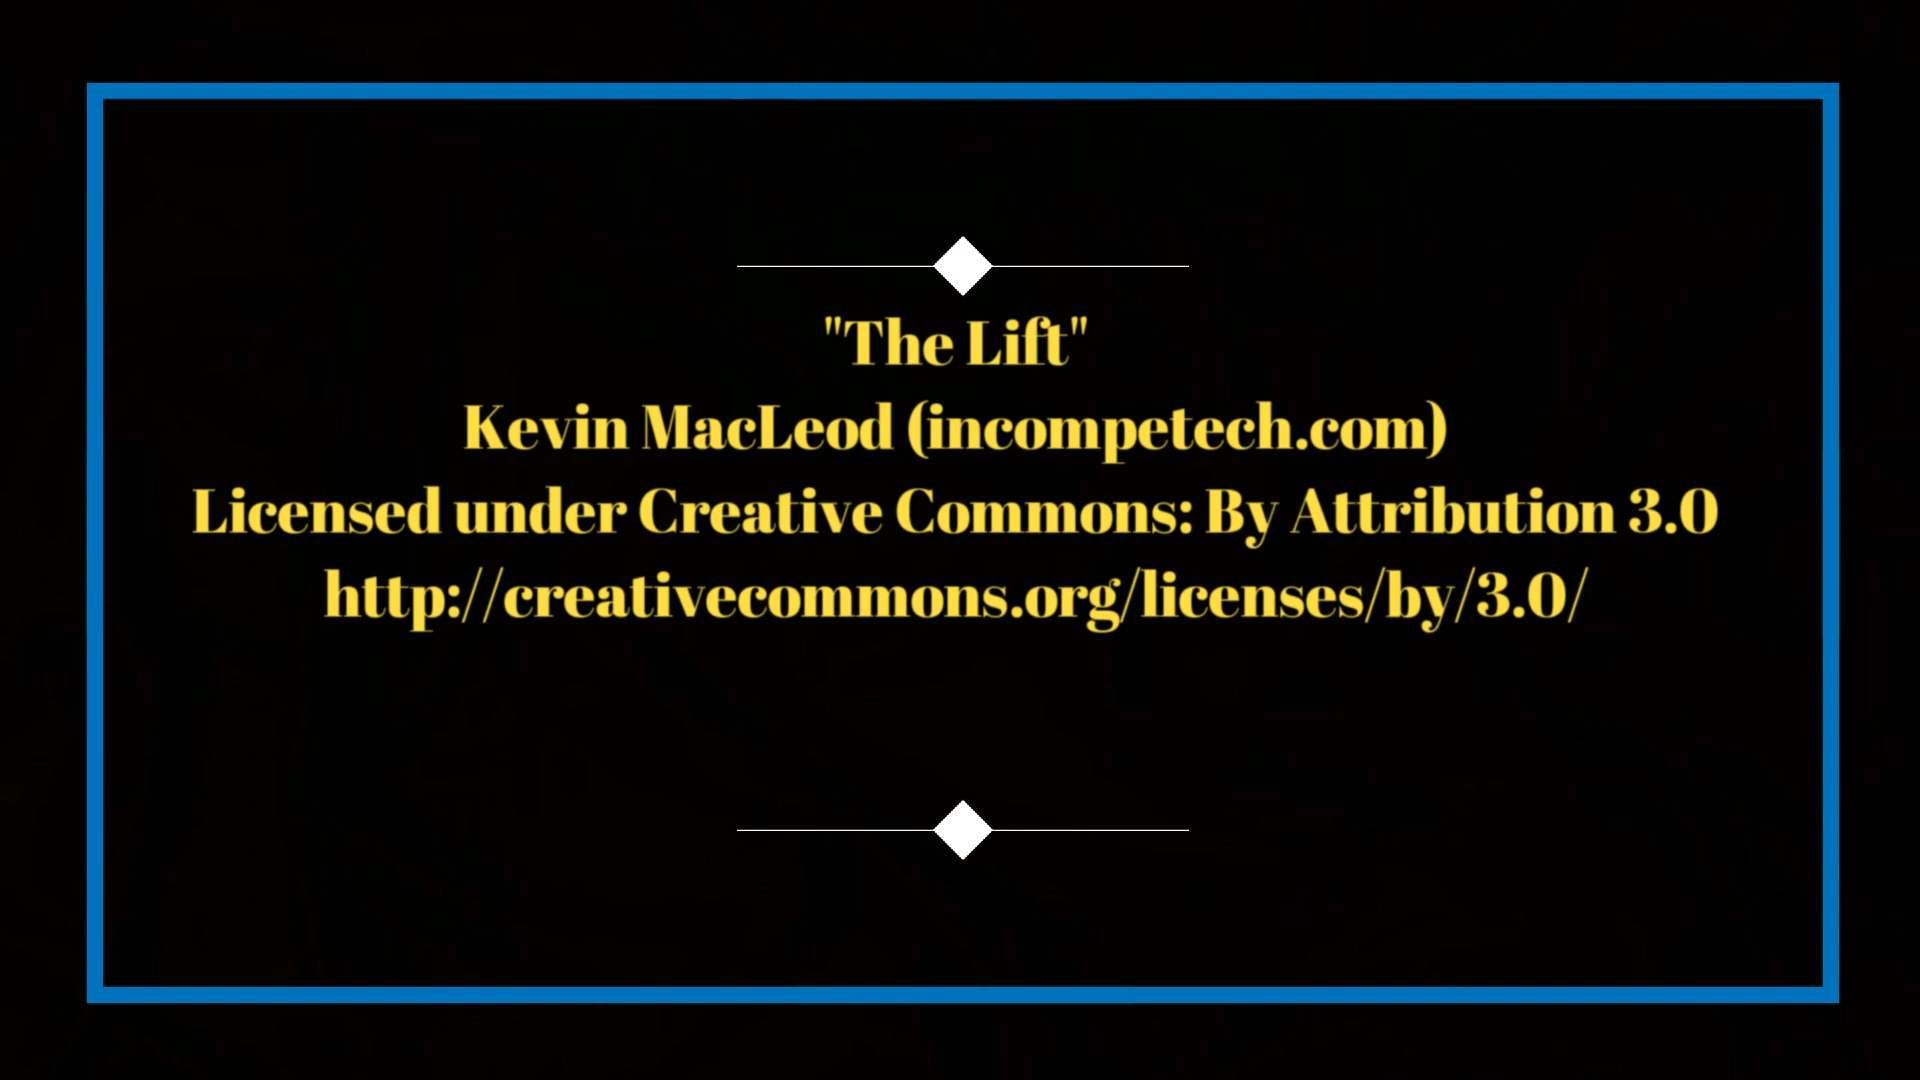 "The Lift"
Kevin MacLeod (incompetech.com)
Licensed under Creative Commons: By Attribution 3.0
http://creativecommons.org/licenses/by/3.0/